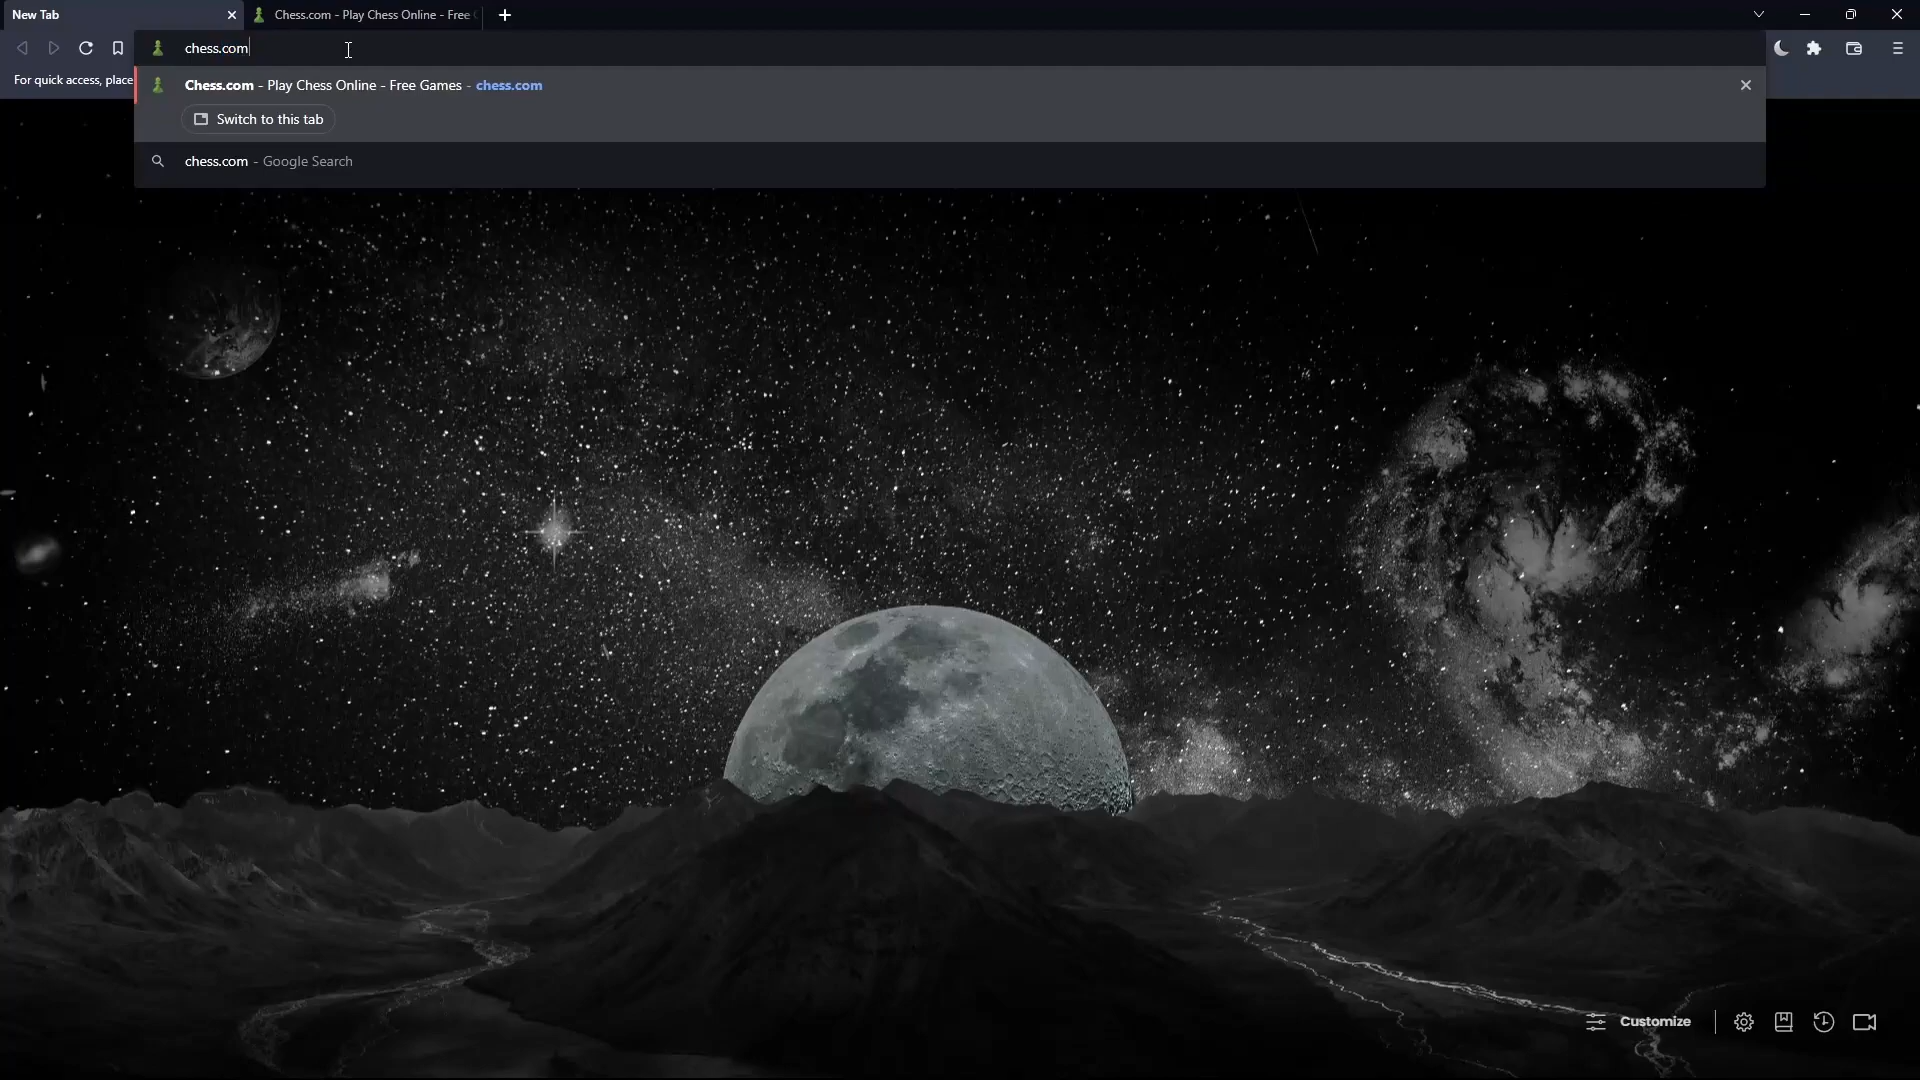 New Tab
Chess.com - Play Chess Online - Free
chess.com
For quick access, place
Chess.com - Play Chess Online - Free Games - chess.com
Switch to this tab
chess.com - Google Search
Customize